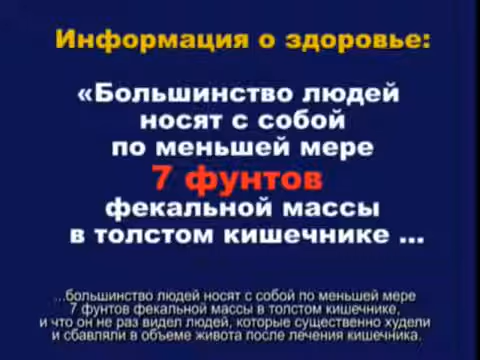 Информация о здоровье:
«Большинство людей
носят с собой
по меньшей мере
7 фунтов
фекальной массы
в толстом кишечнике ...
...большинство людей носят с собой по меньшей мере
7 фунтов фекальной массы в толстом кишечнике,
и что он не раз видел людей, которые существенно худели
и сбавляли в объеме живота после лечения кишечника.